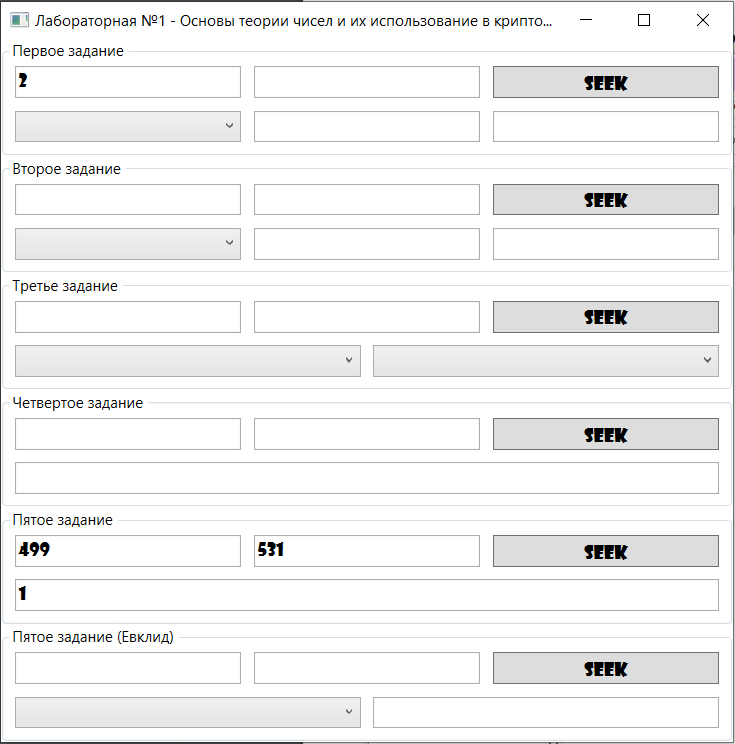 Лабораторная №1 - Основы теории чисел и их использование в крипто...
Первое задание
2 SEEK
Второе задание
SEEK
Третье задание
SEEK
Четвертое задание
SEEK
Пятое задание
499 531 SEEK
1
Пятое задание (Евклид)
SEEK